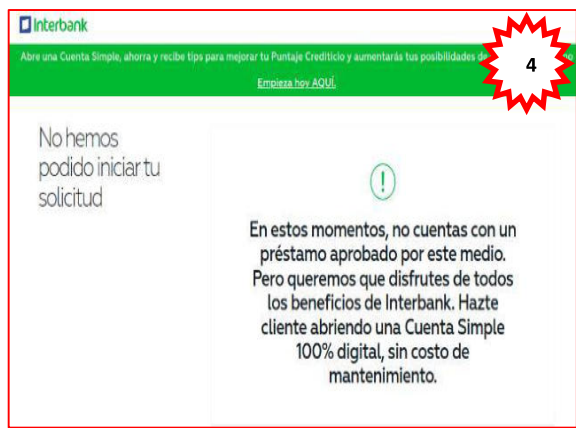 Interbank
Abre una Cuenta Simple, ahorra y recibe tips para mejorar tu Puntaje Crediticio y aumentarás tus posibilidades de
4
Empieza hoy AQUÍ.
No hemos
podido iniciar tu
solicitud
En estos momentos, no cuentas con un
préstamo aprobado por este medio.
Pero queremos que disfrutes de todos
los beneficios de Interbank. Hazte
cliente abriendo una Cuenta Simple
100% digital, sin costo de
mantenimiento.